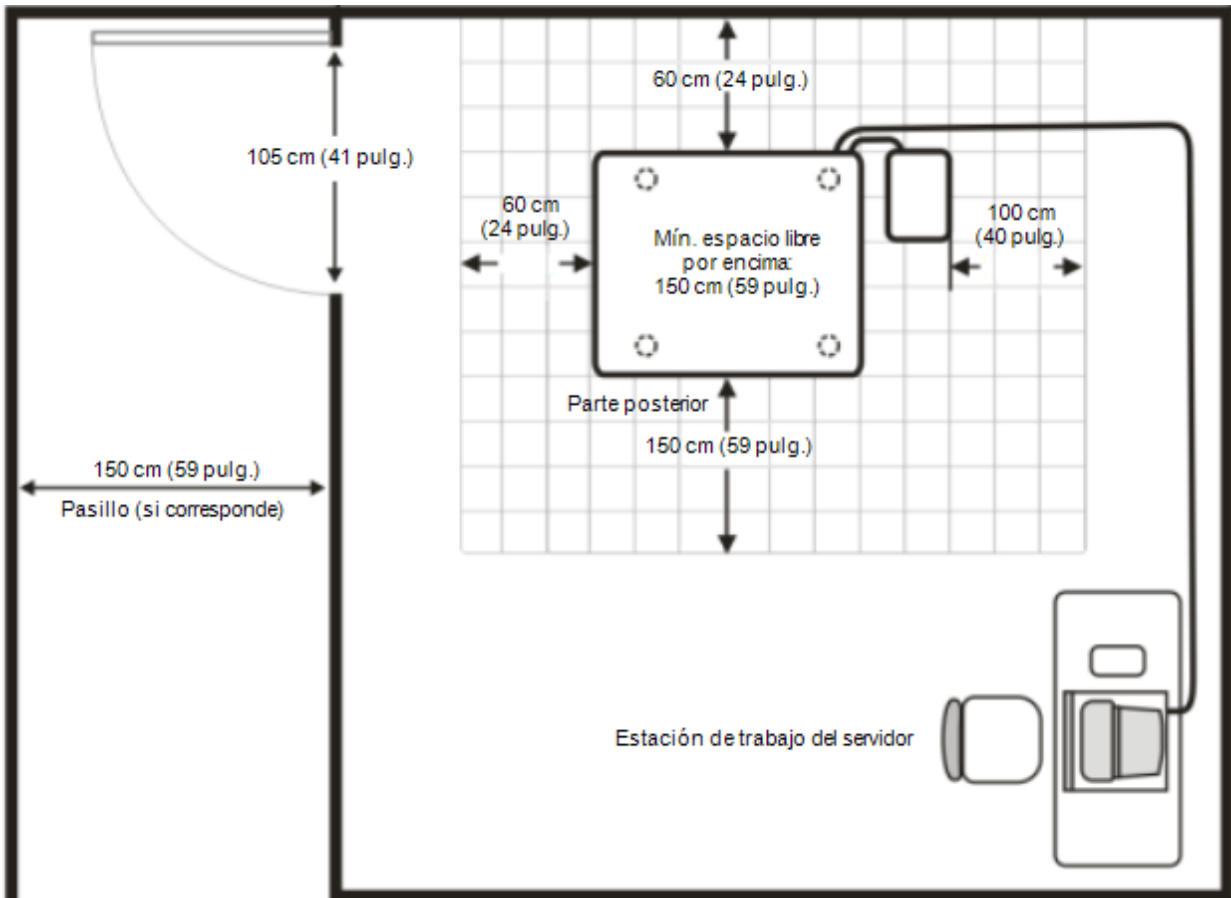 60 cm (24 pulg.)
105 cm (41 pulg.)
60 cm
(24 pulg.)
Mín. espacio libre
por encima:
150 cm (59 pulg.)
100 cm
(40 pulg.)
Parte posterior
150 cm (59 pulg.)
150 cm (59 pulg.)
Pasillo (si corresponde)
Estación de trabajo del servidor